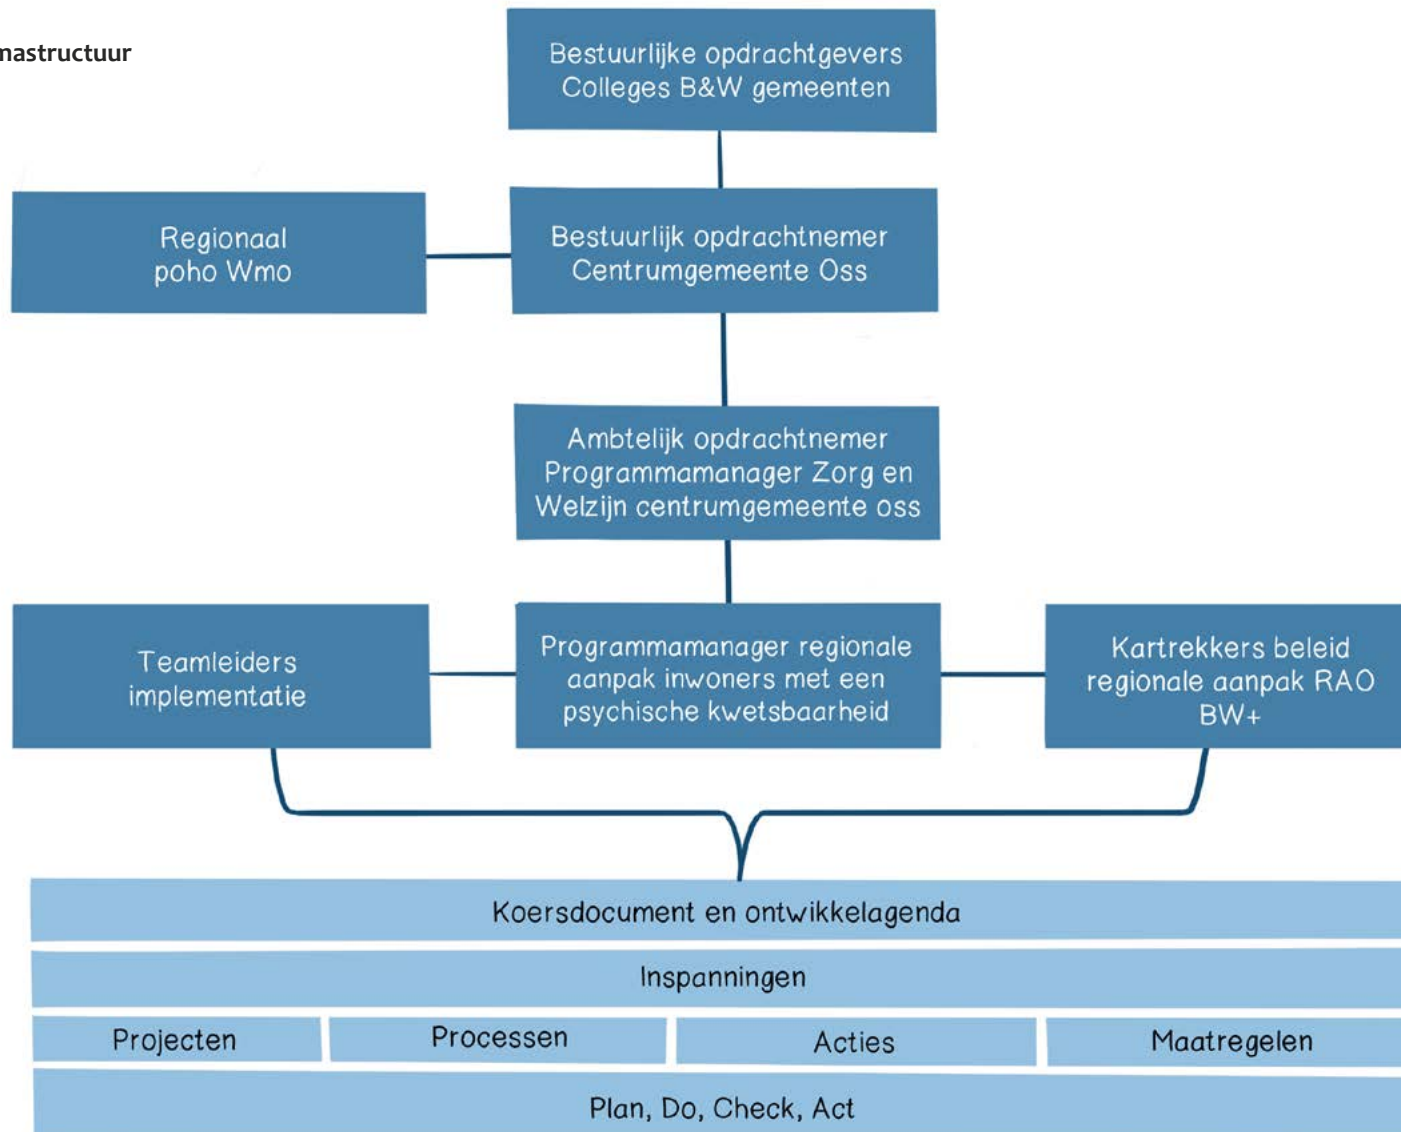 mastructuur
Bestuurlijke opdrachtgevers
Colleges B&W gemeenten
Regionaal
poho Wmo
Bestuurlijk opdrachtnemer
Centrumgemeente Oss
Ambtelijk opdrachtnemer
Programmamanager Zorg en
Welzijn centrumgemeente oss
Teamleiders
implementatie
Programmamanager regionale
aanpak inwoners met een
psychische kwetsbaarheid
Kartrekkers beleid
regionale aanpak RAO
BW+
Koersdocument en ontwikkelagenda
Inspanningen
Projecten
Processen
Acties
Maatregelen
Plan, Do, Check, Act